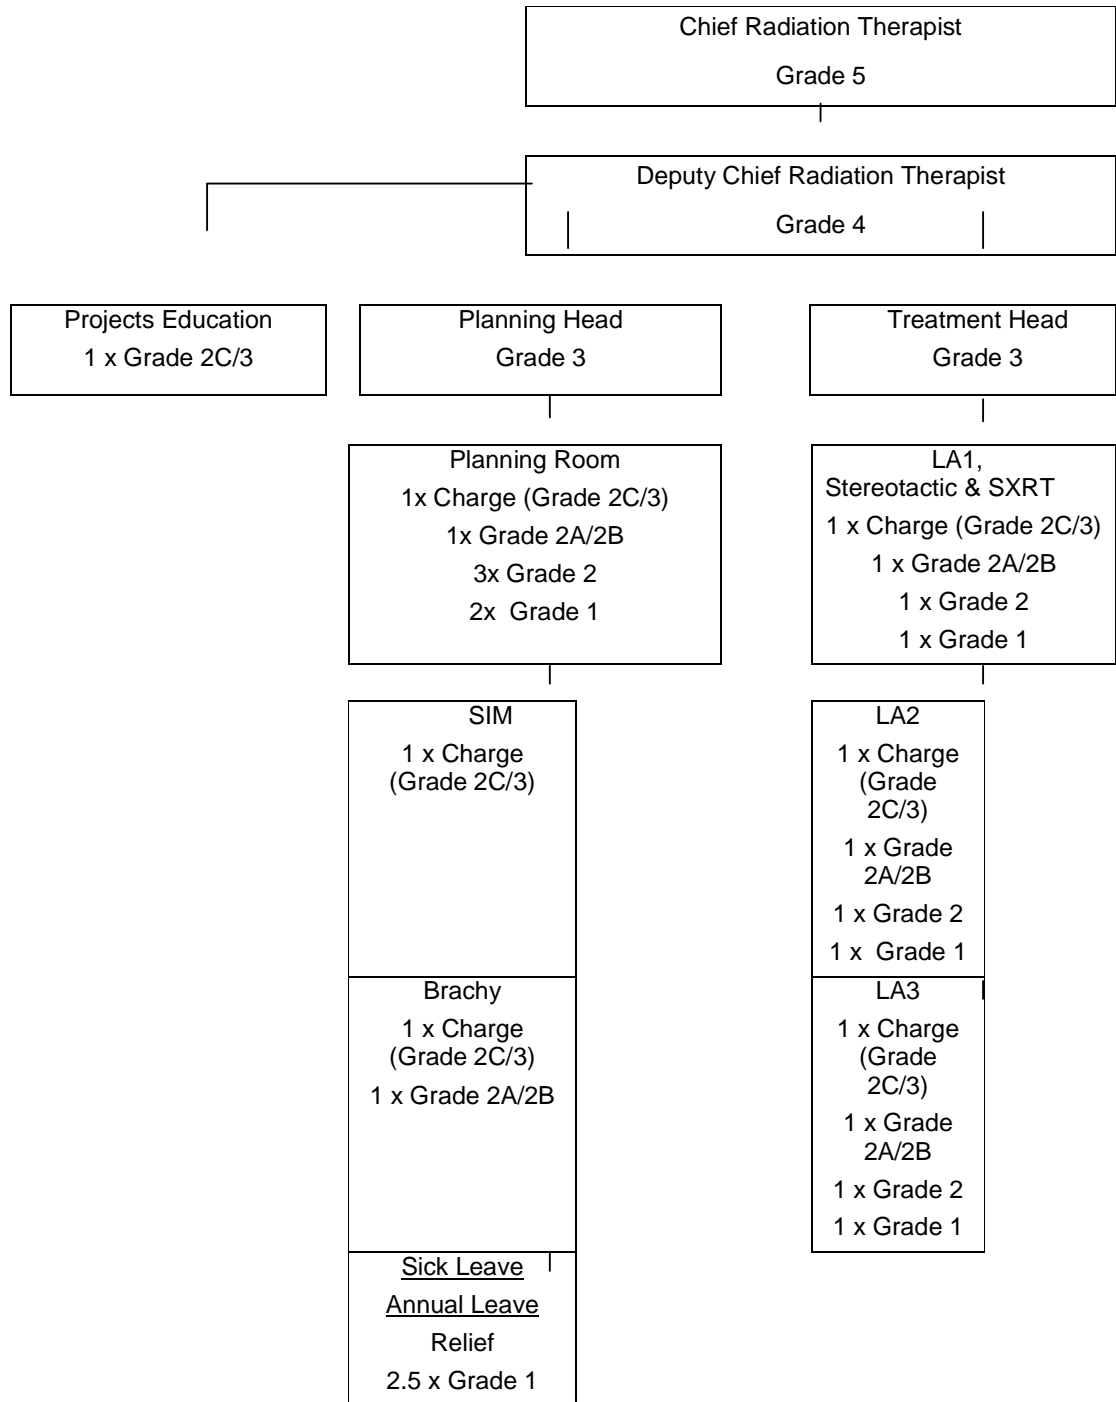 Chief Radiation Therapist
Grade 5
Deputy Chief Radiation Therapist
Grade 4
Projects Education
1 x Grade 2C/3
Planning Head
Grade 3
Treatment Head
Grade 3
Planning Room
1x Charge (Grade 2C/3)
1x Grade 2A/2B
3x Grade 2
2x Grade 1
LA1,
Stereotactic & SXRT
1 x Charge (Grade 2C/3)
1 x Grade 2A/2B
1 x Grade 2
1 x Grade 1
SIM
1 x Charge
(Grade 2C/3)
LA2
1 x Charge
(Grade
2C/3)
1 x Grade
2A/2B
1 x Grade 2
1 x Grade 1
Brachy
1 x Charge
(Grade 2C/3)
1 x Grade 2A/2B
LA3
1 x Charge
(Grade
2C/3)
1 x Grade
2A/2B
1 x Grade 2
1 x Grade 1
Sick Leave
Annual Leave
Relief
2.5 x Grade 1